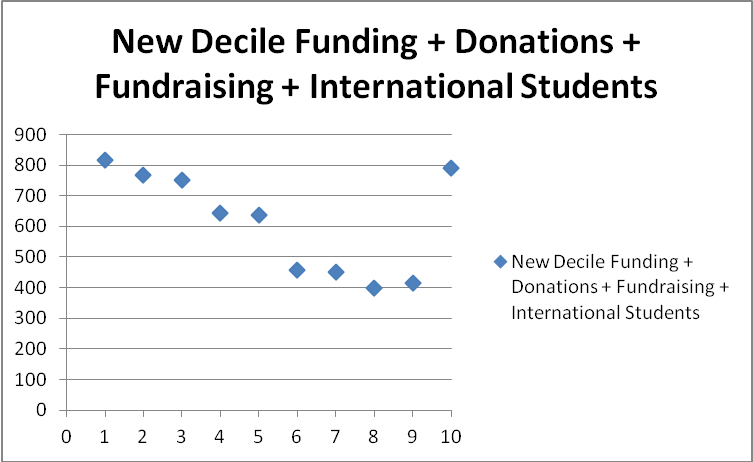 New Decile Funding + Donations +
Fundraising + International Students
900
800
700
600
500
400
300
200
100
0
0 1 2 3 4 5 6 7 8 9 10
New Decile Funding +
Donations + Fundraising +
International Students